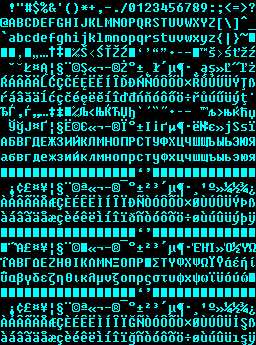 !"#$%&'()*+,-./0123456789:;<=>?
@ABCDEFGHIJKLMNOPQRSTUVWXYZ[\]^_
`abcdefghijklmnopqrstuvwxyz{|}~
‚„…†‡‰Š‹ŚŤŽŹ‘’“”•–—™š›śťžź
ˇ˘Ł¤Ą¦§¨©Ş«¬-®Ż°±˛ł´µ¶·¸ąş»Ľ˝ľż
ŔÁÂĂÄĹĆÇČÉĘËĚÍÎĎĐŃŇÓÔŐÖ×ŘŮÚŰÜÝŢß
ŕáâăäĺćçčéęëěíîďđńňóôőö÷řůúűüýţ˙
ЂЃ‚ѓ„…†‡‰Љ‹ЊЌЋЏђ‘’“”•–—™љ›њќћџ
ЎўЈ¤Ґ¦§Ё©Є«¬-®Ї°±Ііґµ¶·ё№є»јЅѕї
АБВГДЕЖЗИЙКЛМНОПРСТУФХЦЧШЩЪЫЬЭЮЯ
абвгдежзийклмнопрстуфхцчшщъыьэюя
‘’
¡¢£¤¥¦§¨©ª«¬-®¯°±²³´µ¶·¸¹º»¼½¾¿
ÀÁÂÃÄÅÆÇÈÉÊËÌÍÎÏÐÑÒÓÔÕÖ×ØÙÚÛÜÝÞß
àáâãäåæçèéêëìíîïðñòóôõö÷øùúûüýþÿ
‘’
΅Ά£¤¥¦§¨©«¬-®―°±²³΄µ¶·ΈΉΊ»Ό½ΎΏ
ΐΑΒΓΔΕΖΗΘΙΚΛΜΝΞΟΠΡΣΤΥΦΧΨΩΪΫάέήί
ΰαβγδεζηθικλμνξοπρςστυφχψωϊϋόύώ
‘’
¡¢£¤¥¦§¨©ª«¬-®¯°±²³´µ¶·¸¹º»¼½¾¿
ÀÁÂÃÄÅÆÇÈÉÊËÌÍÎÏĞÑÒÓÔÕÖ×ØÙÚÛÜİŞß
àáâãäåæçèéêëìíîïğñòóôõö÷øùúûüışÿ